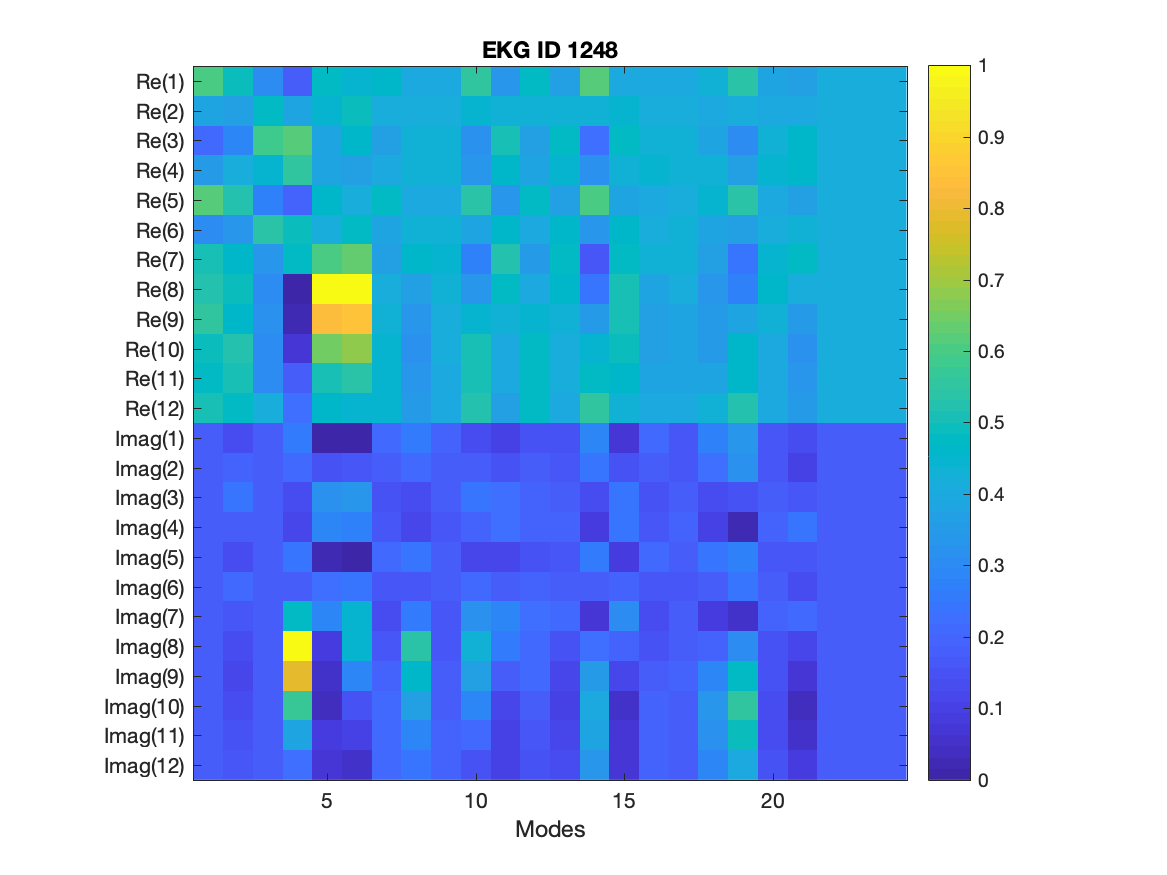 EKG ID 1248
Re(1)
Re(2)
Re(3)
Re(4)
Re(5)
Re(6)
Re(7)
Re(8)
Re(9)
Re(10)
Re(11)
Re(12)
Imag(1)
Imag(2)
Imag(3)
Imag(4)
Imag(5)
Imag(6)
Imag(7)
Imag(8)
Imag(9)
Imag(10)
Imag(11)
Imag(12)
5 10 15 20
Modes
1
0.9
0.8
0.7
0.6
0.5
0.4
0.3
0.2
0.1
0